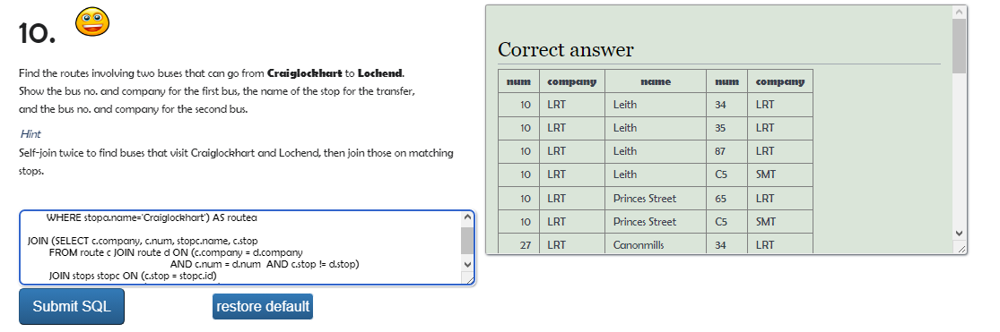 10.
Find the routes involving two buses that can go from Craiglockhart to Lochend.
Show the bus no. and company for the first bus, the name of the stop for the transfer,
and the bus no. and company for the second bus.
Hint
Self-join twice to find buses that visit Craiglockhart and Lochend, then join those on matching
stops.
WHERE stopa.name='Craiglockhart') AS routea
JOIN (SELECT c.company, c.num, stopc.name, c.stop
FROM route c JOIN route d ON (c.company = d.company
AND c.num = d.num AND c.stop != d.stop)
JOIN stops stopc ON (c.stop = stopc.id)
Submit SQL restore default
Correct answer
num company name num company
10 LRT Leith 34 LRT
10 LRT Leith 35 LRT
10 LRT Leith 87 LRT
10 LRT Leith C5 SMT
10 LRT Princes Street 65 LRT
10 LRT Princes Street C5 SMT
27 LRT Canonmills 34 LRT